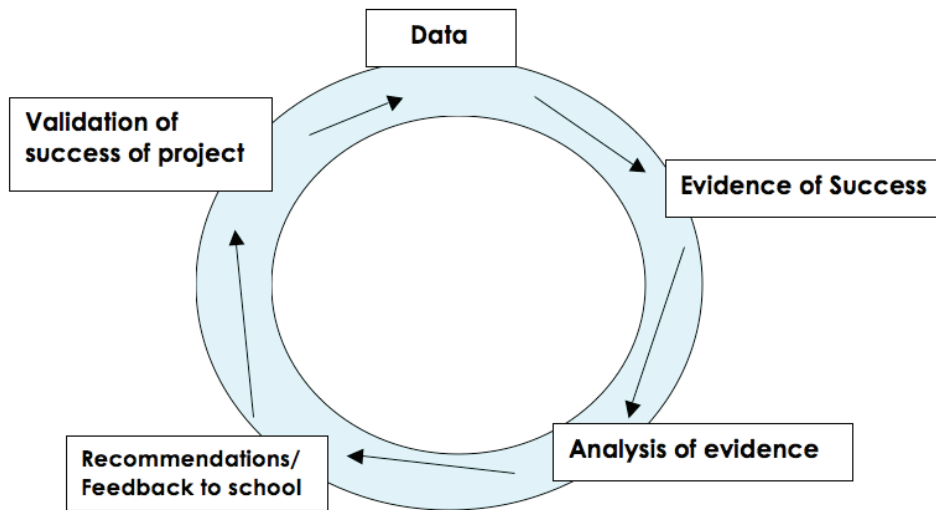 Data
Validation of
success of project
Evidence of Success
Analysis of evidence
Recommendations/
Feedback to school